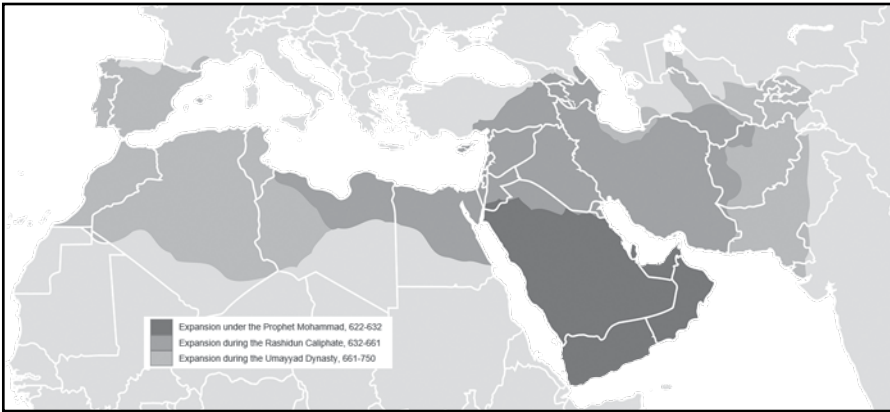 Expansion under the Prophet Mohammad, 622-632
Expansion during the Rashidun Caliphate, 632-661
Expansion during the Umayyad Dynasty, 661-750